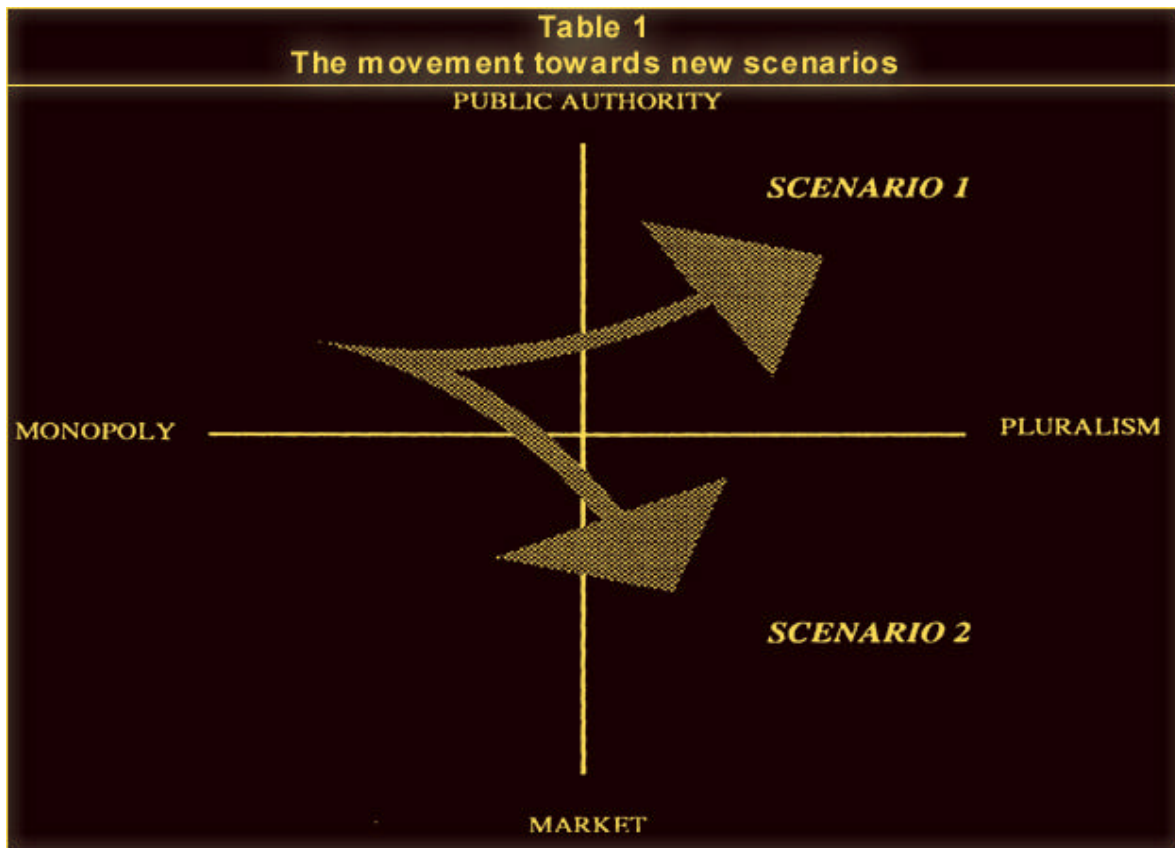 Table 1
The movement towards new scenarios
PUBLIC AUTHORITY
SCENARIO 1
MONOPOLY
PLURALISM
SCENARIO 2
MARKET